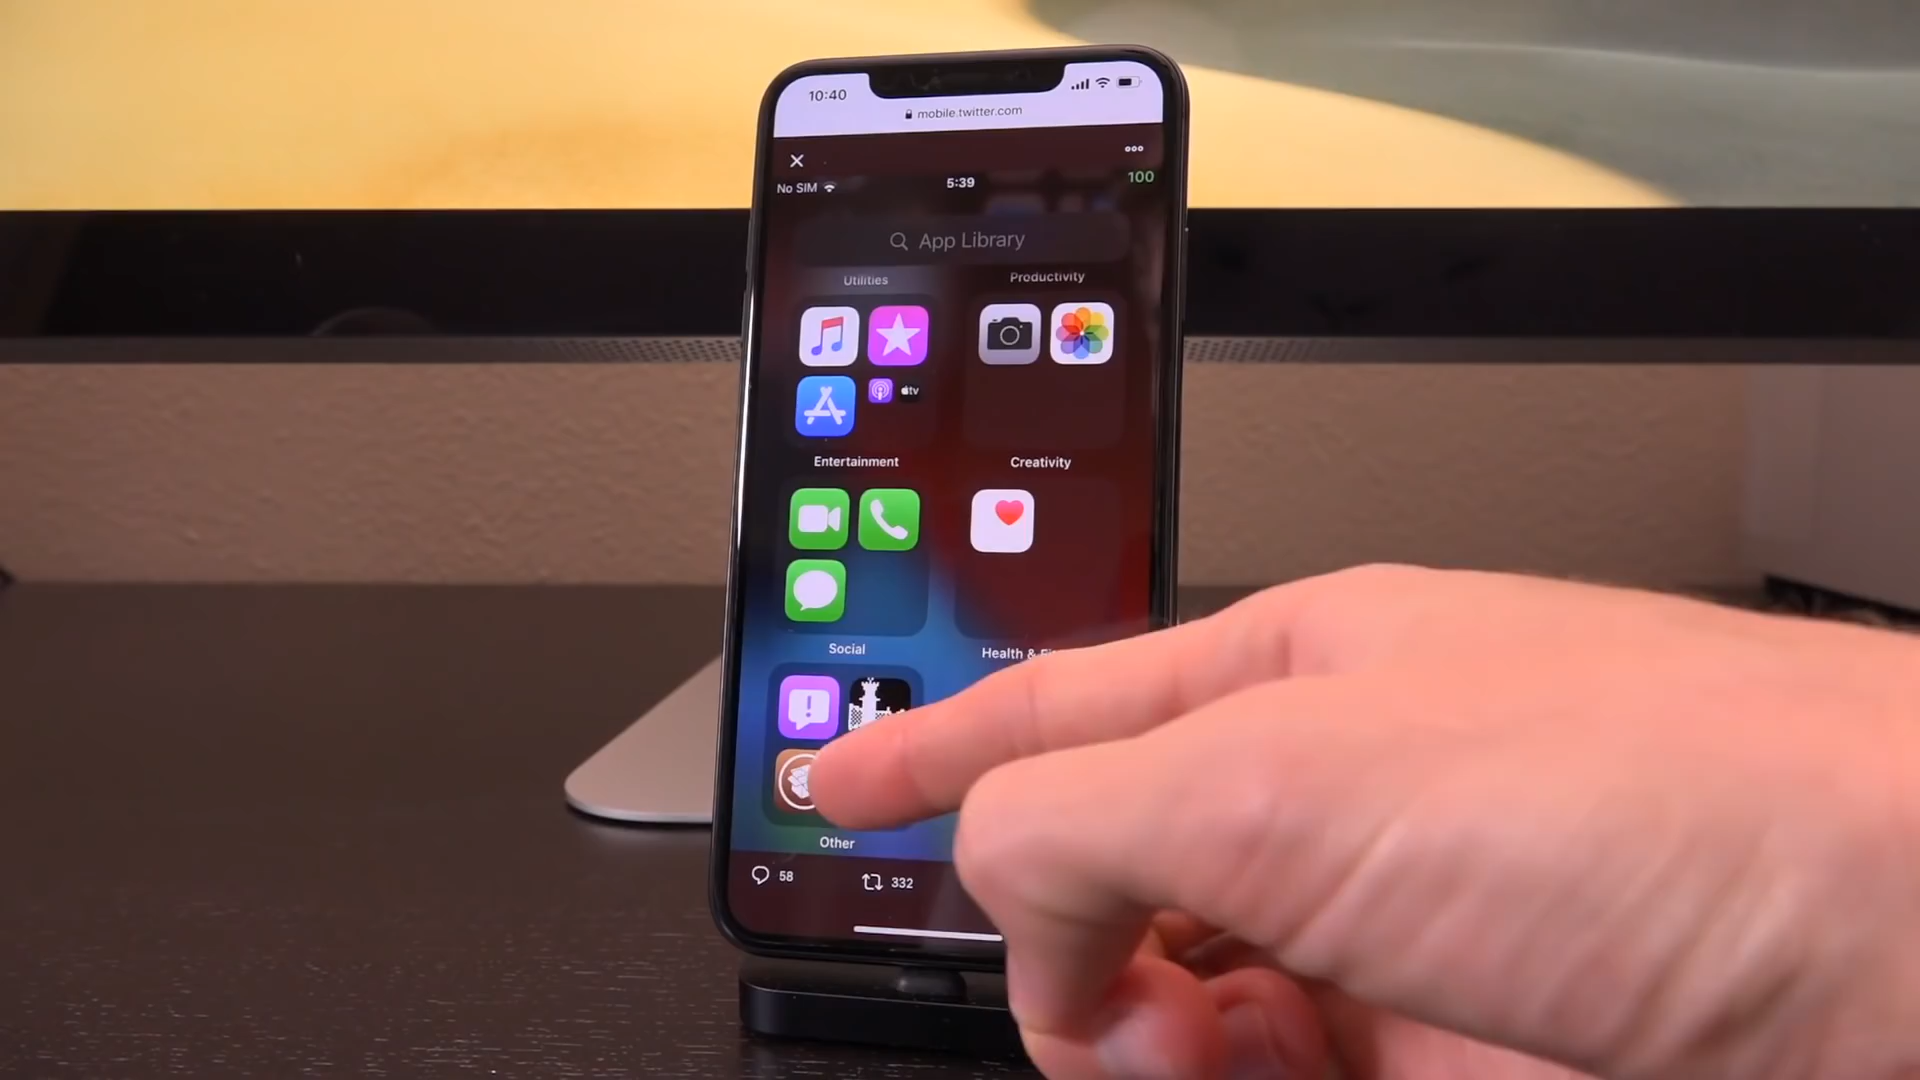 10:40
mobile.twitter.com
No SIM
5:39
100
App Library
Utilities
Productivity
tv
Entertainment
Creativity
Social
Health &
Other
58
332